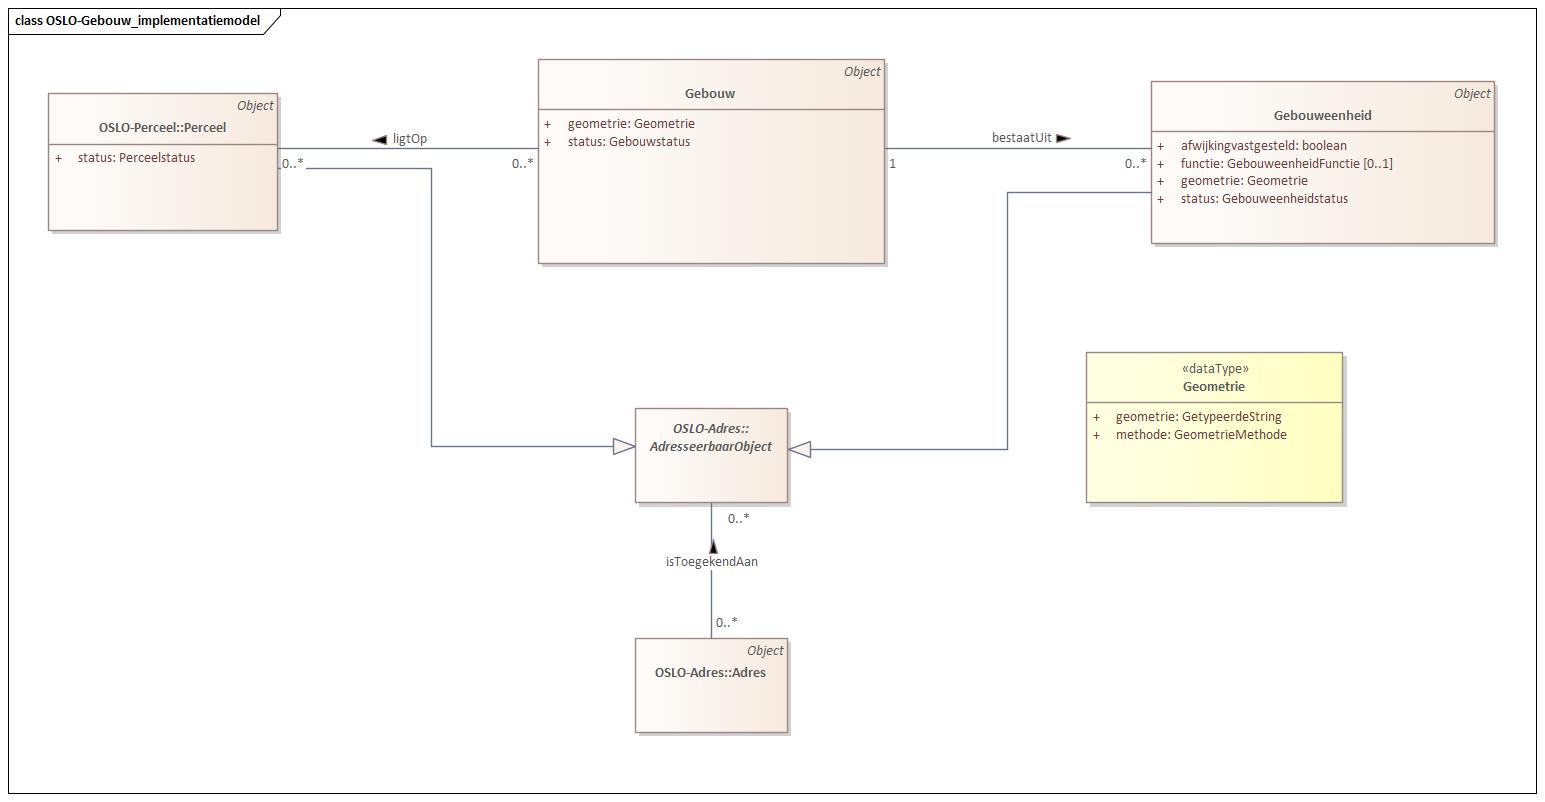 class OSLO-Gebouw_implementatiemodel
Object
OSLO-Perceel::Perceel
+ status: Perceelstatus
0..*
ligtOp
0..*
Object
Gebouw
+ geometrie: Geometrie
+ status: Gebouwstatus
1
bestaatUit
0..*
Object
Gebouweenheid
+ afwijkingvastgesteld: boolean
+ functie: GebouweenheidFunctie [0..1]
+ geometrie: Geometrie
+ status: Gebouweenheidstatus
«dataType»
Geometrie
+ geometrie: GetypeerdeString
+ methode: GeometrieMethode
OSLO-Adres::
AdresseerbaarObject
0..*
isToegekendAan
0..*
Object
OSLO-Adres::Adres